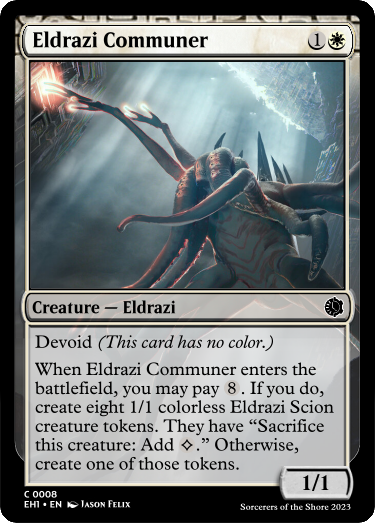 Eldrazi Communer 1
Creature — Eldrazi
Devoid (This card has no color.)
When Eldrazi Communer enters the
battlefield, you may pay 8. If you do,
create eight 1/1 colorless Eldrazi Scion
creature tokens. They have “Sacrifice
this creature: Add .” Otherwise,
create one of those tokens.
1/1
C 0008
EH1 • EN Jason Felix
Sorcerers of the Shore 2023